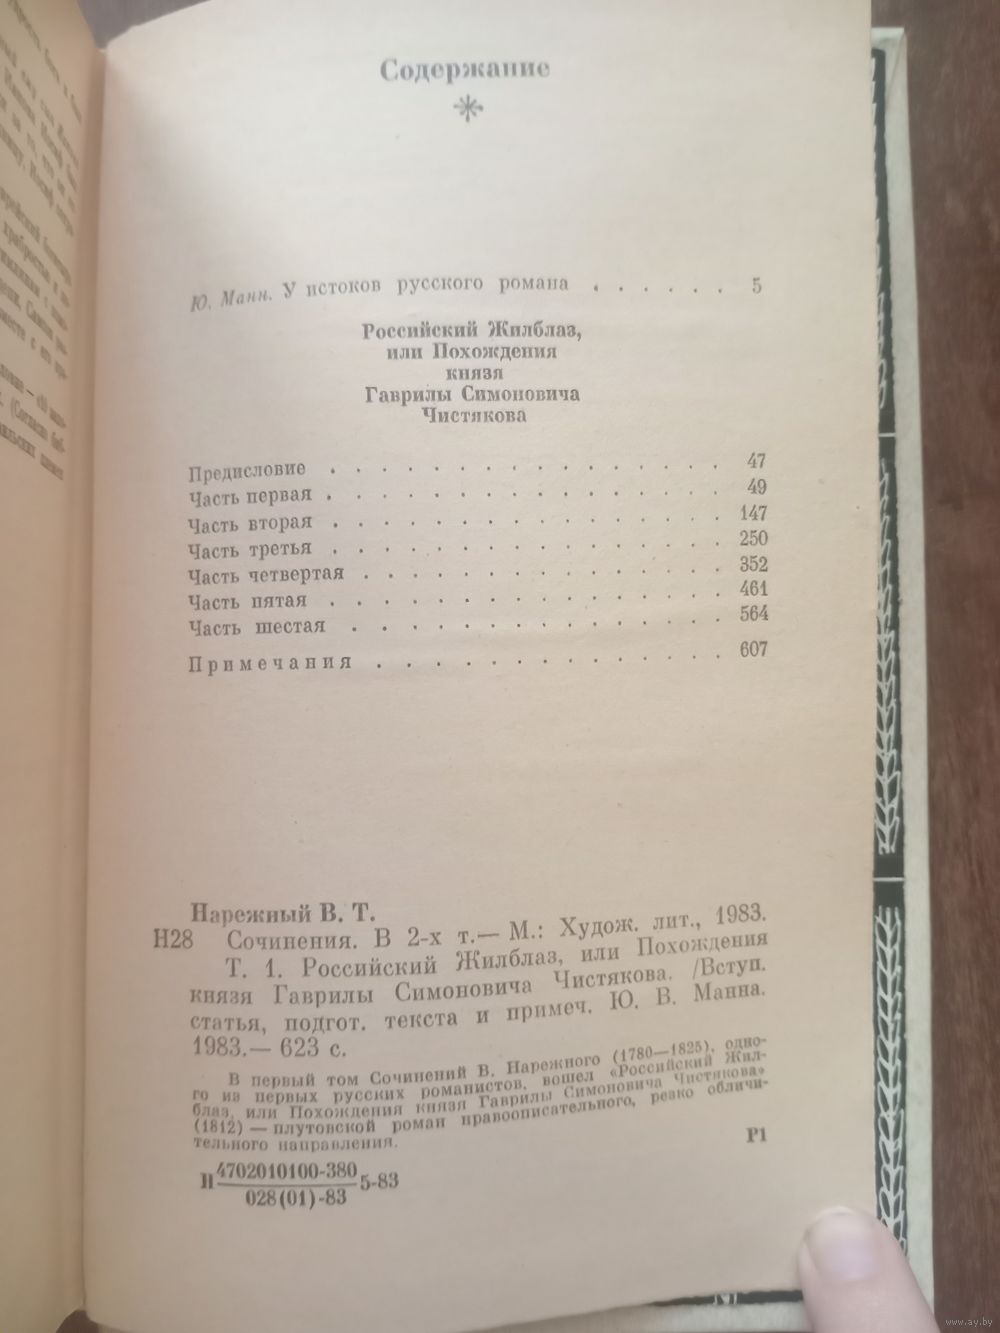 Содержание
Ю. Манн. У истоков русского романа . . . . . . 5
Российский Жилблаз,
или Похождения
князя
Гаврилы Симоновича
Чистякова
Предисловие . . . . . . . . . . . . . . . . 47
Часть первая . . . . . . . . . . . . . . . . 49
Часть вторая . . . . . . . . . . . . . . . . 147
Часть третья . . . . . . . . . . . . . . . . 250
Часть четвертая . . . . . . . . . . . . . . 352
Часть пятая . . . . . . . . . . . . . . . . 461
Часть шестая . . . . . . . . . . . . . . . 564
Примечания . . . . . . . . . . . . . . 607
Нарежный В. Т.
Н28 Сочинения. В 2-х т.— М.: Худож. лит., 1983.
Т. 1. Российский Жилблаз, или Похождения
князя Гаврилы Симоновича Чистякова. /Вступ.
статья, подгот. текста и примеч. Ю. В. Манна.
1983.— 623 с.
В первый том Сочинений В. Нарежного (1780—1825), одно-
го из первых русских романистов, вошел «Российский Жил-
блаз, или Похождения князя Гаврилы Симоновича Чистякова»
(1812) — плутовской роман нравоописательного, резко обличи-
тельного направления.
Р1
Н 4702010100-380 5-83
028(01)-83
www.ay.by